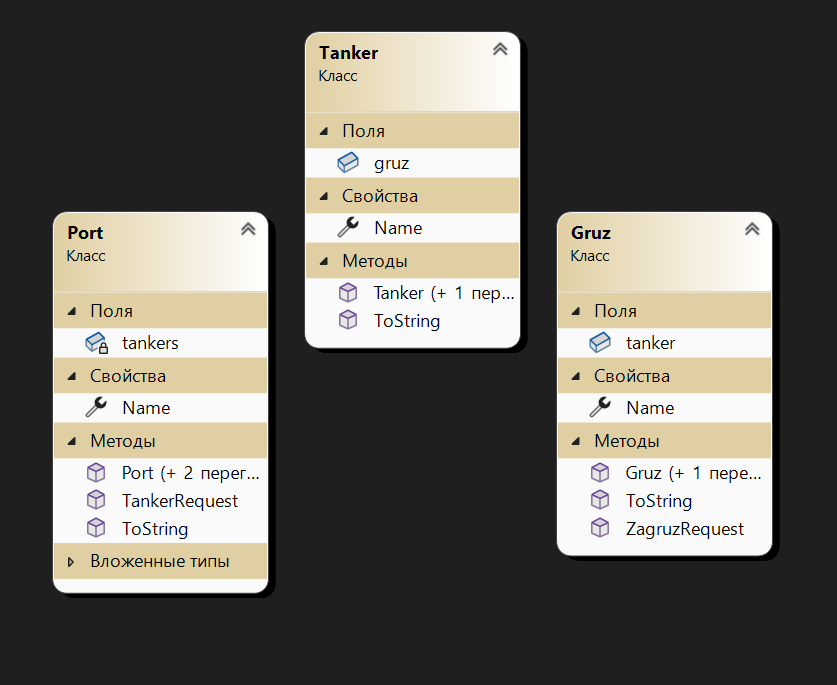 Tanker
Класс
Поля
gruz
Свойства
Name
Методы
Tanker (+ 1 пер...
ToString
Port
Класс
Поля
tankers
Свойства
Name
Методы
Port (+ 2 перег...
TankerRequest
ToString
Вложенные типы
Gruz
Класс
Поля
tanker
Свойства
Name
Методы
Gruz (+ 1 пере...
ToString
ZagruzRequest